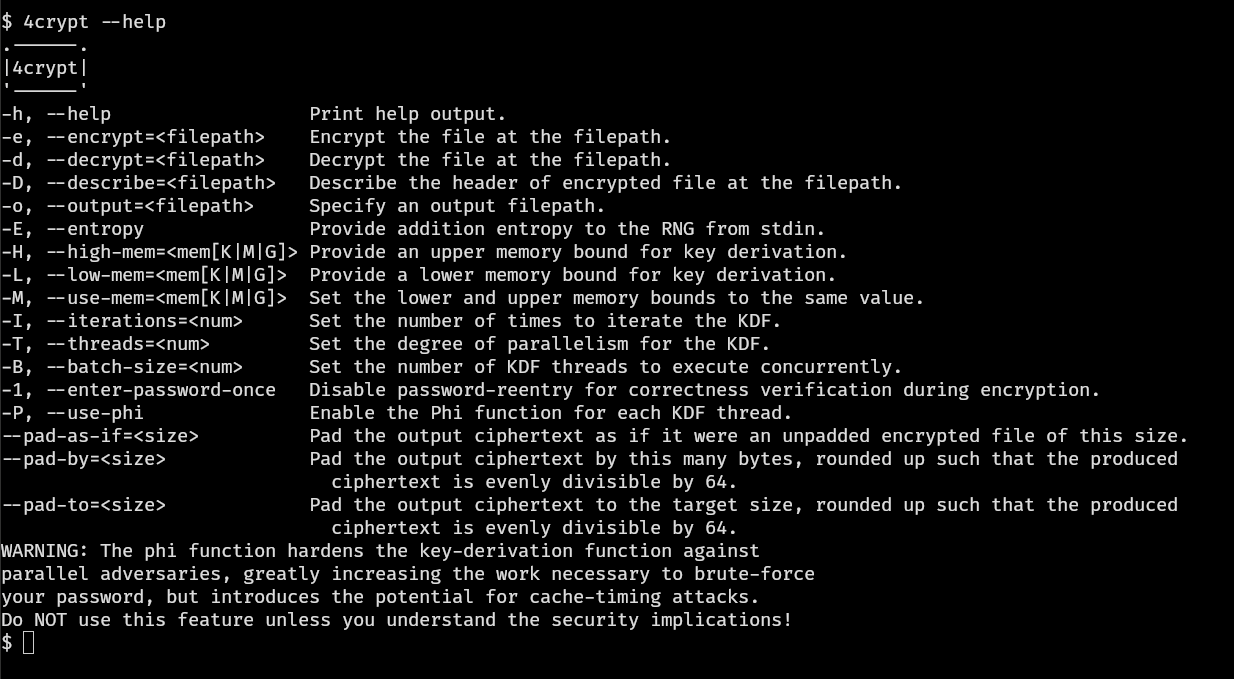 $ 4crypt --help
.------.
|4crypt|
'------'
-h, --help                  Print help output.
-e, --encrypt=<filepath>    Encrypt the file at the filepath.
-d, --decrypt=<filepath>    Decrypt the file at the filepath.
-D, --describe=<filepath>   Describe the header of encrypted file at the filepath.
-o, --output=<filepath>     Specify an output filepath.
-E, --entropy               Provide addition entropy to the RNG from stdin.
-H, --high-mem=<mem[K|M|G]> Provide an upper memory bound for key derivation.
-L, --low-mem=<mem[K|M|G]>  Provide a lower memory bound for key derivation.
-M, --use-mem=<mem[K|M|G]>  Set the lower and upper memory bounds to the same value.
-I, --iterations=<num>      Set the number of times to iterate the KDF.
-T, --threads=<num>         Set the degree of parallelism for the KDF.
-B, --batch-size=<num>      Set the number of KDF threads to execute concurrently.
-1, --enter-password-once   Disable password-reentry for correctness verification during encryption.
-P, --use-phi               Enable the Phi function for each KDF thread.
--pad-as-if=<size>          Pad the output ciphertext as if it were an unpadded encrypted file of this size.
--pad-by=<size>             Pad the output ciphertext by this many bytes, rounded up such that the produced
                              ciphertext is evenly divisible by 64.
--pad-to=<size>             Pad the output ciphertext to the target size, rounded up such that the produced
                              ciphertext is evenly divisible by 64.
WARNING: The phi function hardens the key-derivation function against
parallel adversaries, greatly increasing the work necessary to brute-force
your password, but introduces the potential for cache-timing attacks.
Do NOT use this feature unless you understand the security implications!
$